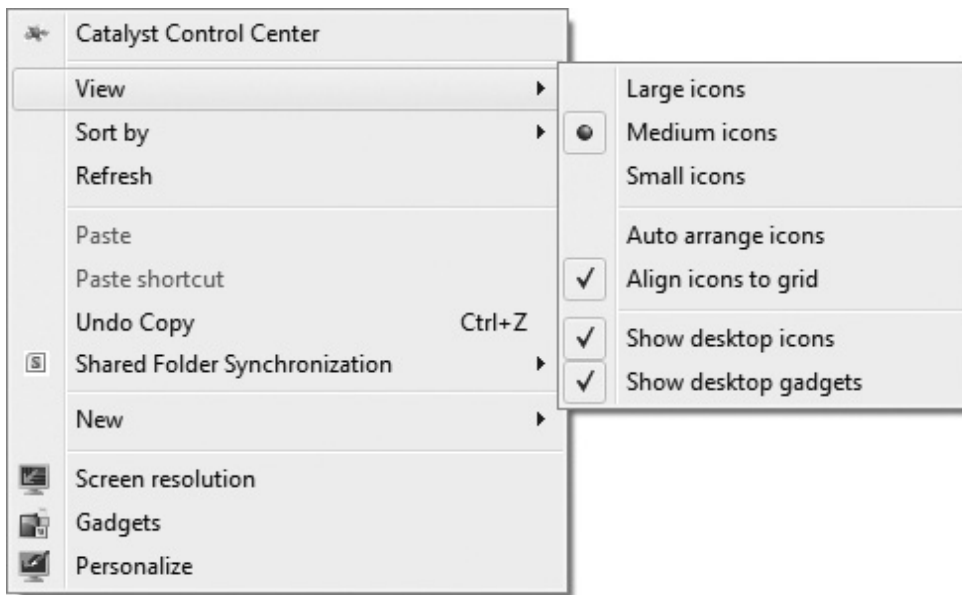 Catalyst Control Center
View
Sort by
Refresh
Paste
Paste shortcut
Undo Copy Ctrl+Z
S
Shared Folder Synchronization
New
Screen resolution
Gadgets
Personalize
Large icons
Medium icons
Small icons
Auto arrange icons
Align icons to grid
Show desktop icons
Show desktop gadgets